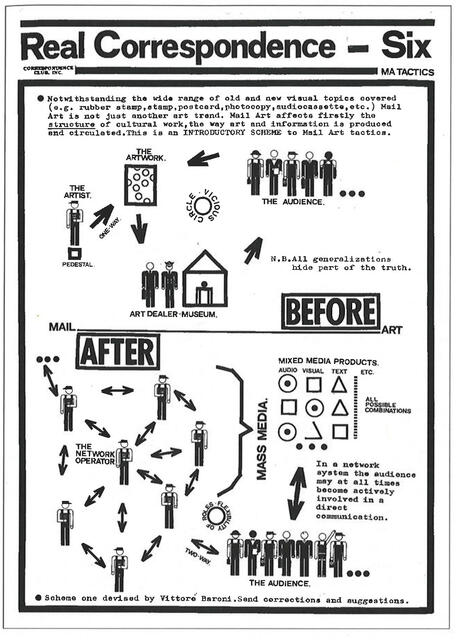 Real Correspondence – Six
CORRESPONDENCE
CLUB, INC.
MA TACTICS
● Notwithstanding the wide range of old and new visual topics covered
(e.g. rubber stamp,stamp,postcard,photocopy,audiocassette,etc.) Mail
Art is not just another art trend. Mail Art affects firstly the
structure of cultural work,the way art and information is produced
end circulated.This is an INTRODUCTORY SCHEME to Mail Art tactics.
THE
ARTWORK.
THE
ARTIST.
ONE-WAY.
PEDESTAL.
VICIOUS CIRCLE
THE AUDIENCE.
N.B.All generalizations
hide part of the truth.
ART DEALER-MUSEUM.
BEFORE
MAIL
ART
AFTER
MIXED MEDIA PRODUCTS.
AUDIO VISUAL TEXT ETC.
ALL
POSSIBLE
COMBINATIONS
MASS MEDIA.
THE
NETWORK
OPERATOR
In a network
system the audience
may at all times
become actively
involved in a
direct
communication.
FLEXIBILITY OF ROLES
TWO-WAY.
THE AUDIENCE.
● Scheme one devised by Vittore Baroni.Send corrections and suggestions.